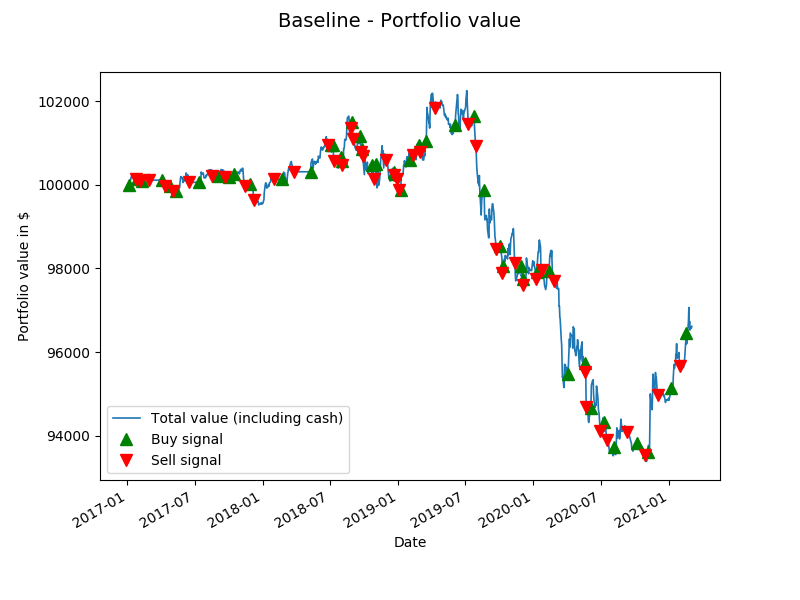 Baseline - Portfolio value
102000
100000
98000
96000
94000
Portfolio value in $
Total value (including cash)
Buy signal
Sell signal
2017-01
2017-07
2018-01
2018-07
2019-01
2019-07
2020-01
2020-07
2021-01
Date